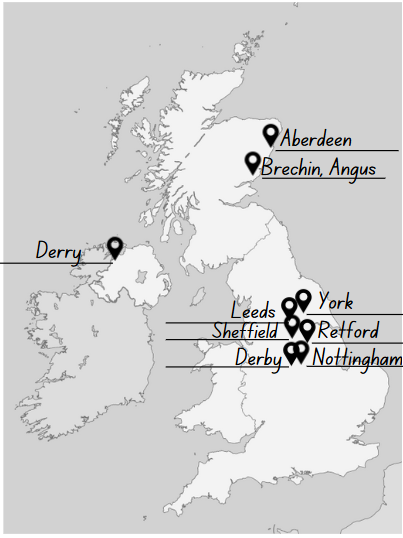 Aberdeen
Brechin, Angus
Derry
York
Leeds
Sheffield
Retford
Derby
Nottingham